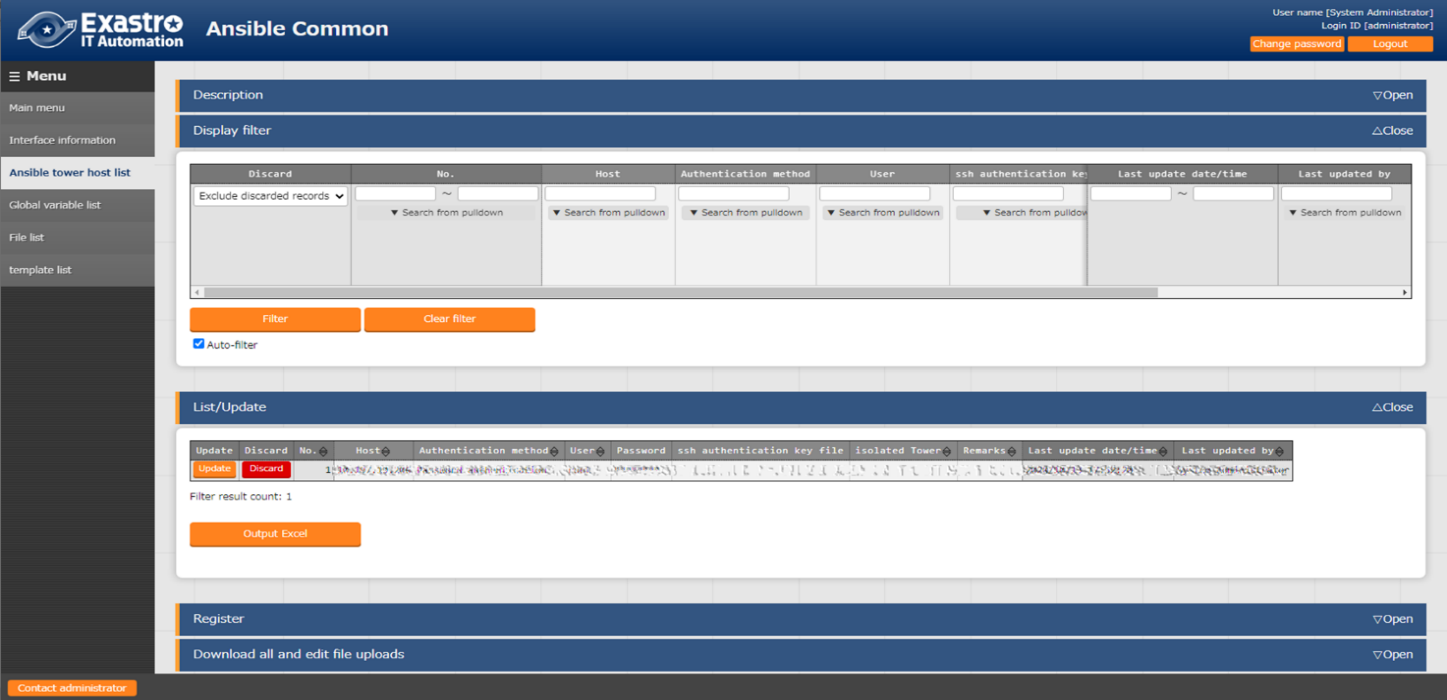 Exastro
IT Automation
Ansible Common
User name [System Administrator]
Login ID [administrator]
Change password Logout
☰ Menu
Main menu
Interface information
Ansible tower host list
Global variable list
File list
template list
Description ▽Open
Display filter △Close
Discard No. Host Authentication method User ssh authentication key Last update date/time Last updated by
Exclude discarded records ~ ~
▼ Search from pulldown ▼ Search from pulldown ▼ Search from pulldown ▼ Search from pulldown ▼ Search from pulldow ▼ Search from pulldown
Filter Clear filter
Auto-filter
List/Update △Close
Update Discard No. Host Authentication method User Password ssh authentication key file isolated Tower Remarks Last update date/time Last updated by
Update Discard 1
Filter result count: 1
Output Excel
Register ▽Open
Download all and edit file uploads ▽Open
Contact administrator